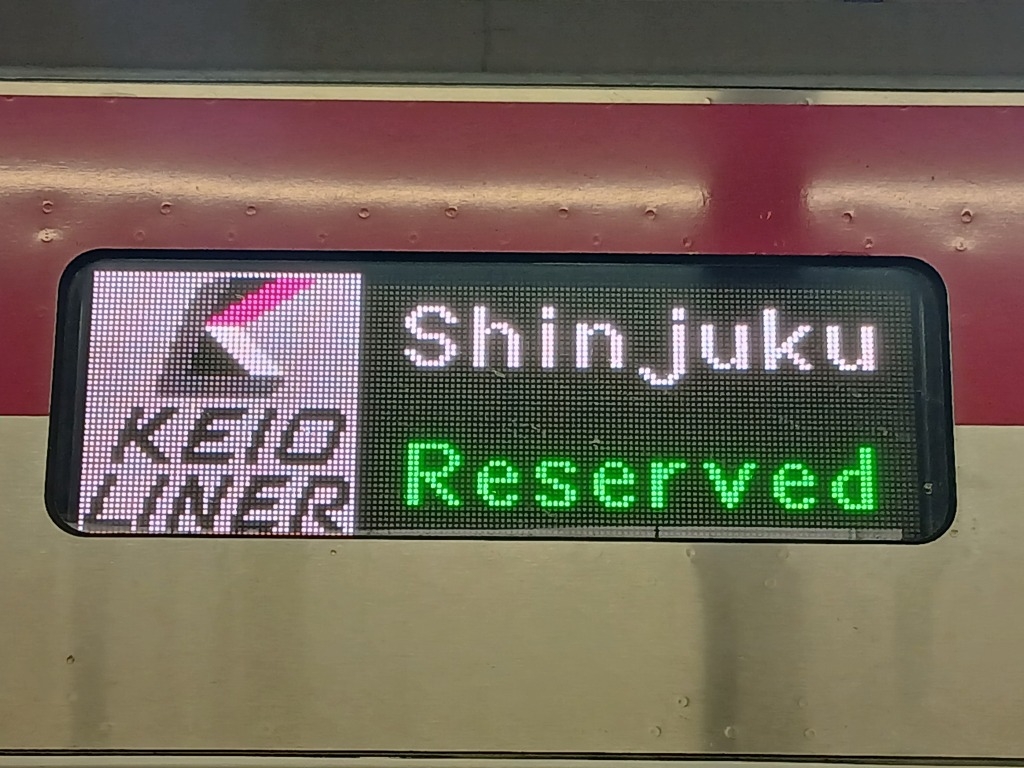 KEIO
LINER
Shinjuku
Reserved